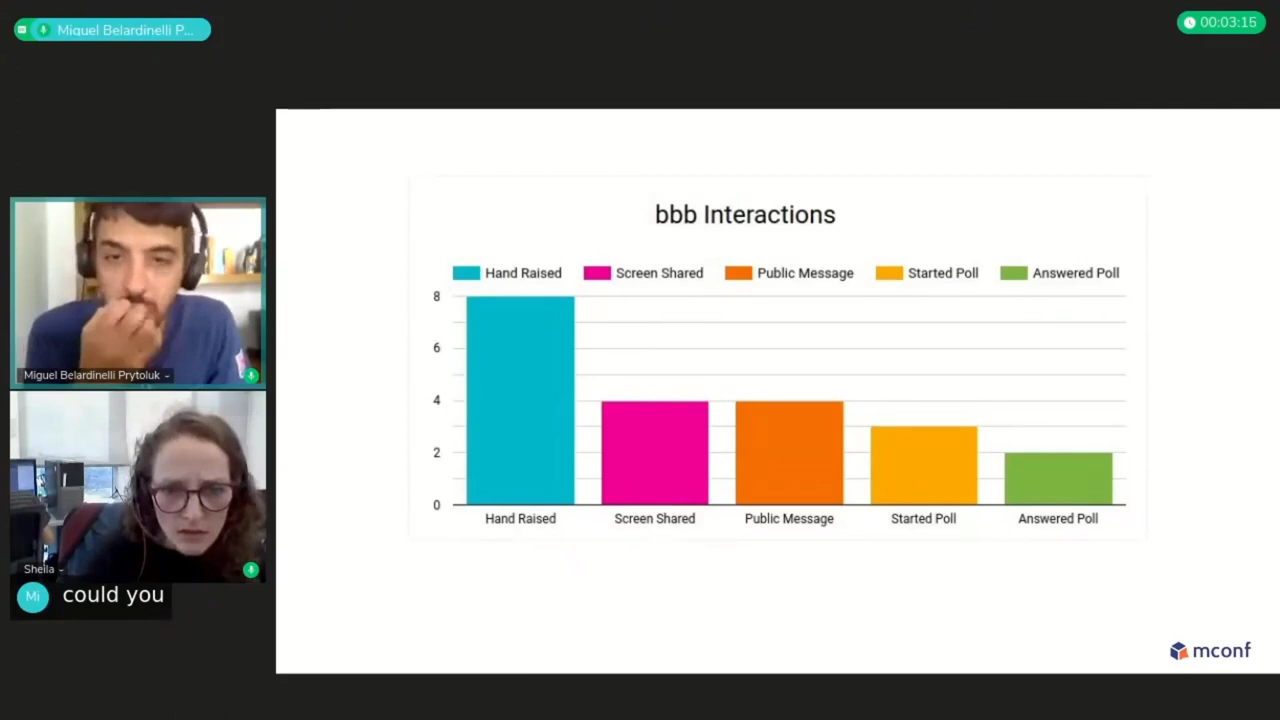 Miguel Belardinelli P...
00:03:15
bbb Interactions
Hand Raised Screen Shared Public Message Started Poll Answered Poll
8
6
4
2
0
Hand Raised Screen Shared Public Message Started Poll Answered Poll
Miguel Belardinelli Prytoluk
Sheila
Mi could you
mconf